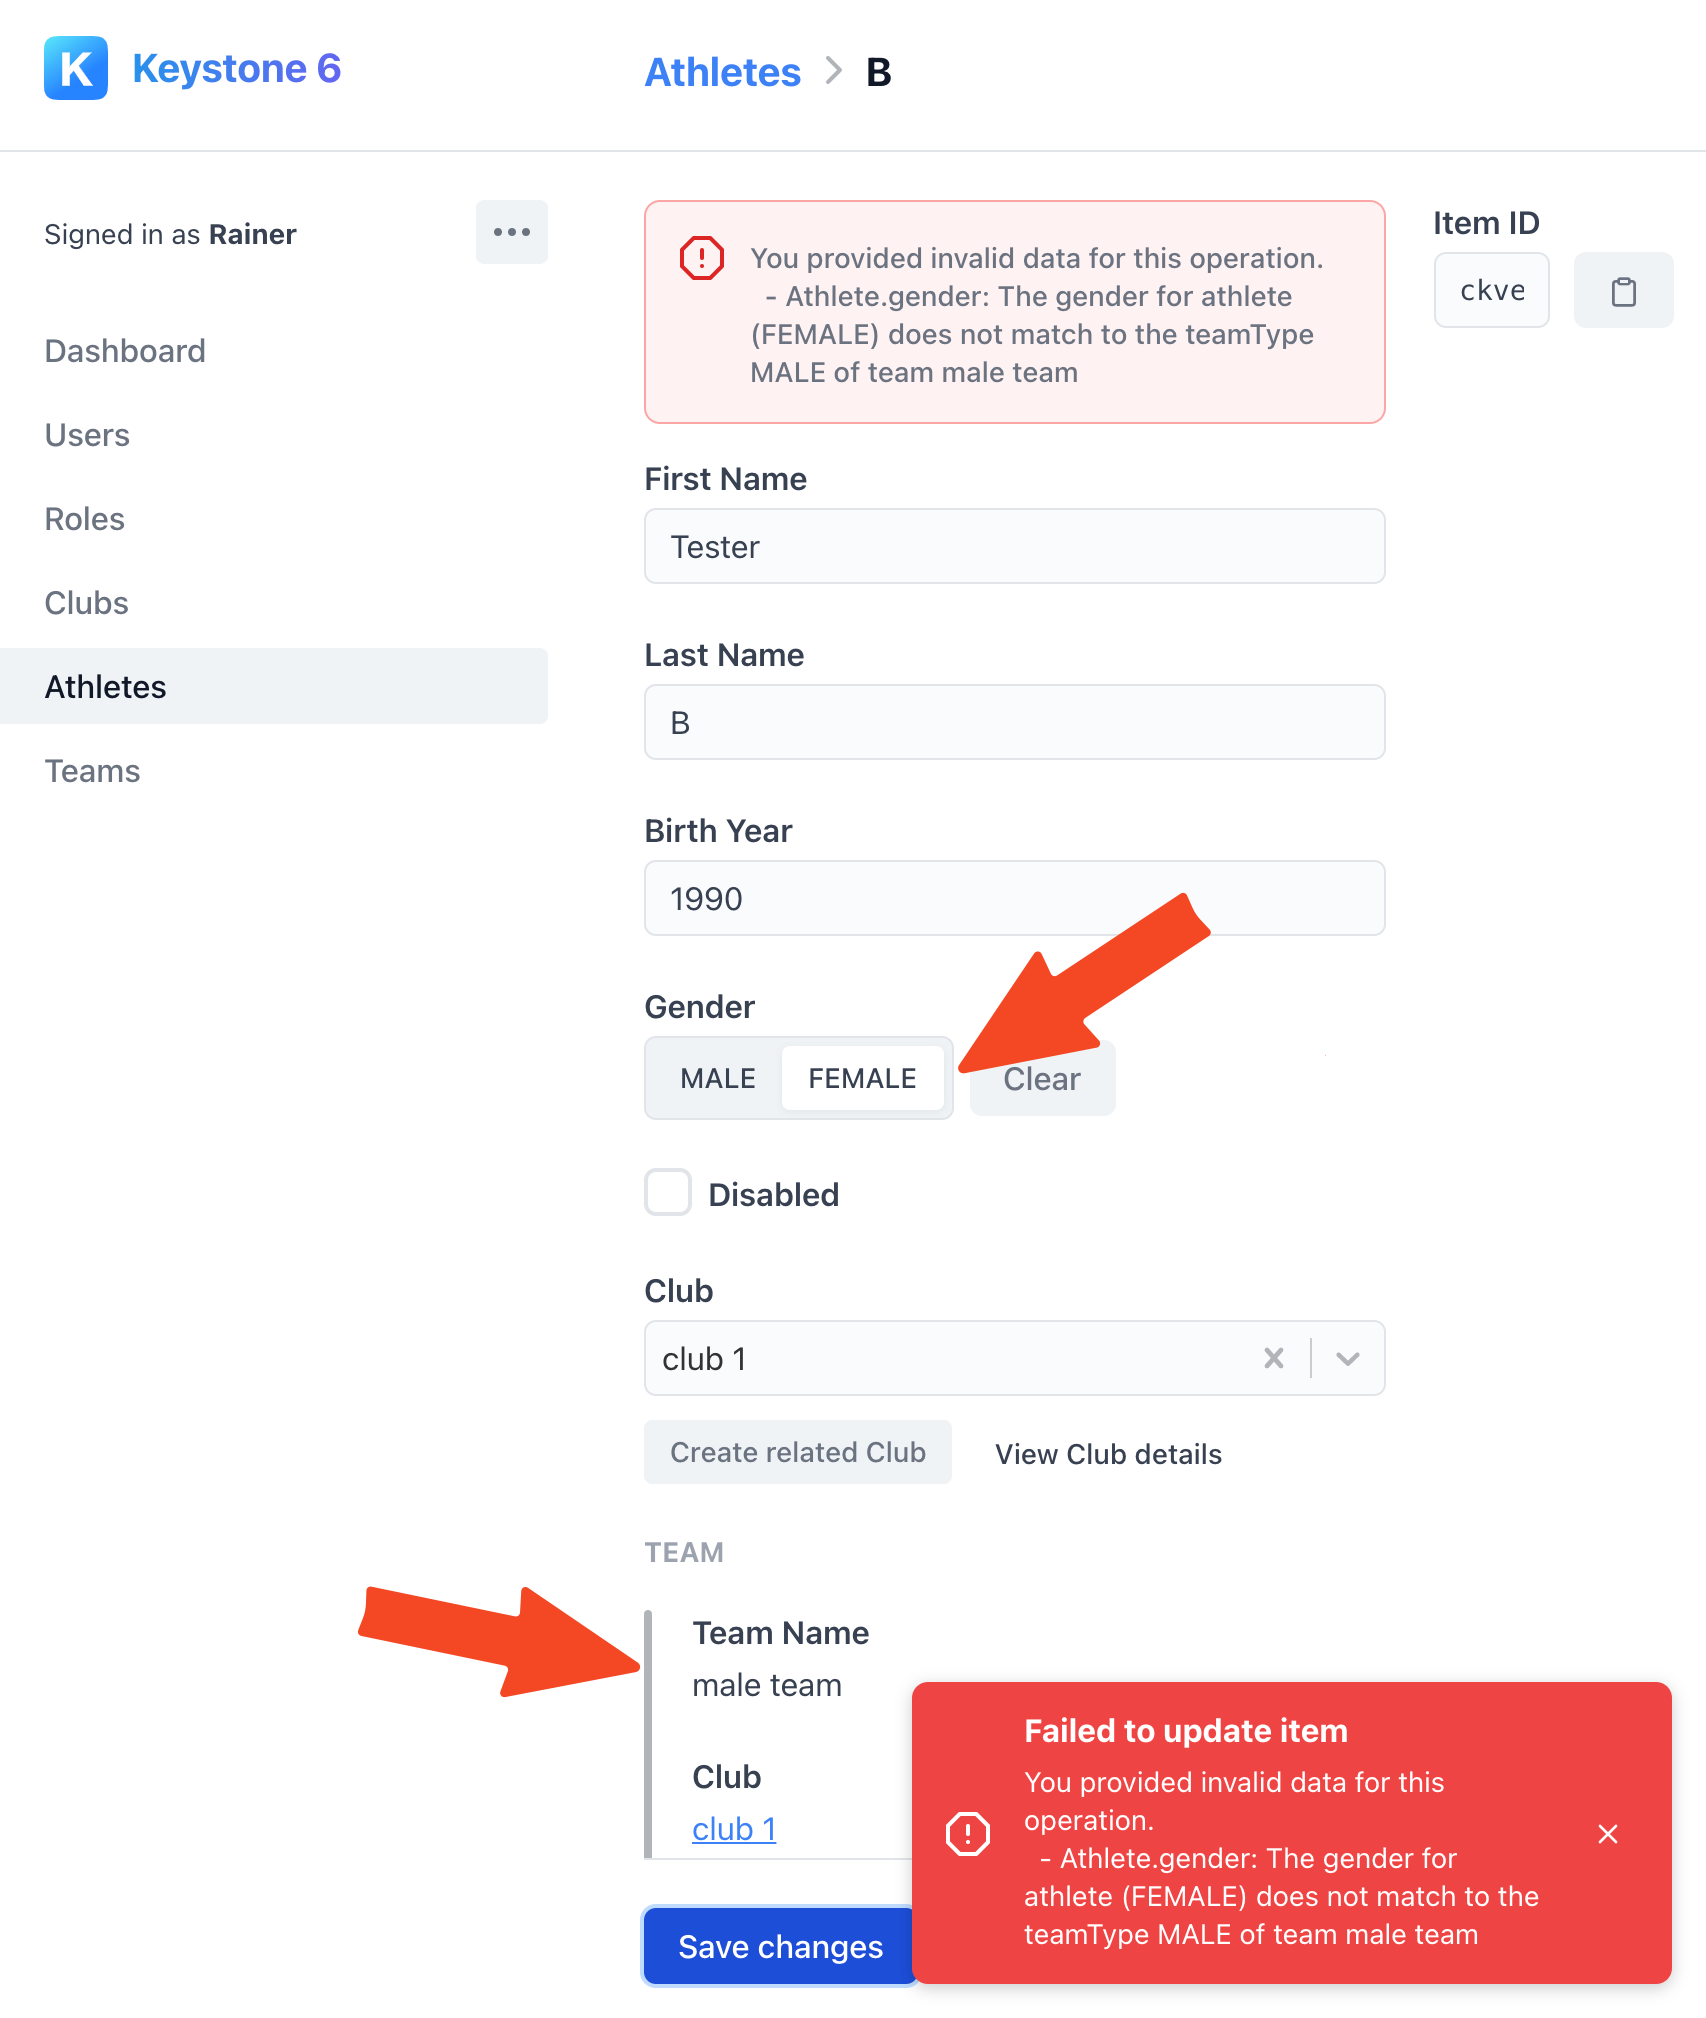 K Keystone 6
Athletes > B
Signed in as Rainer
Dashboard
Users
Roles
Clubs
Athletes
Teams
You provided invalid data for this operation.
- Athlete.gender: The gender for athlete
(FEMALE) does not match to the teamType
MALE of team male team
Item ID
ckve
First Name
Tester
Last Name
B
Birth Year
1990
Gender
MALE FEMALE Clear
Disabled
Club
club 1
Create related Club View Club details
TEAM
Team Name
male team
Club
club 1
Save changes
Failed to update item
You provided invalid data for this
operation.
- Athlete.gender: The gender for
athlete (FEMALE) does not match to the
teamType MALE of team male team